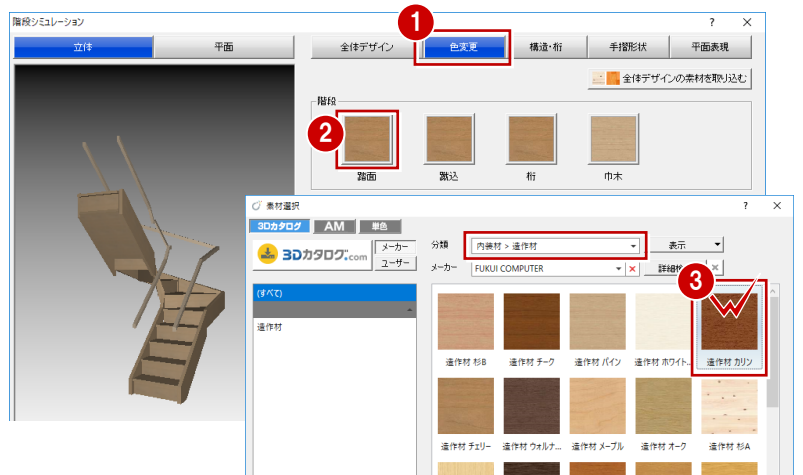 階段シミュレーション
? ×
立体 平面 全体デザイン 色変更 構造・桁 手摺形状 平面表現
1
全体デザインの素材を取り込む
階段
2
踏面 蹴込 桁 巾木
素材選択
? ×
3Dカタログ AM 単色
3Dカタログ.com
メーカー
ユーザー
分類 内装材 > 造作材 表示
メーカー FUKUI COMPUTER × 詳細検 ×
3
(すべて)
造作材
造作材 杉B 造作材 チーク 造作材 パイン 造作材 ホワイト... 造作材 カリン
造作材 チェリー 造作材 ウォルナ... 造作材 メープル 造作材 オーク 造作材 杉A